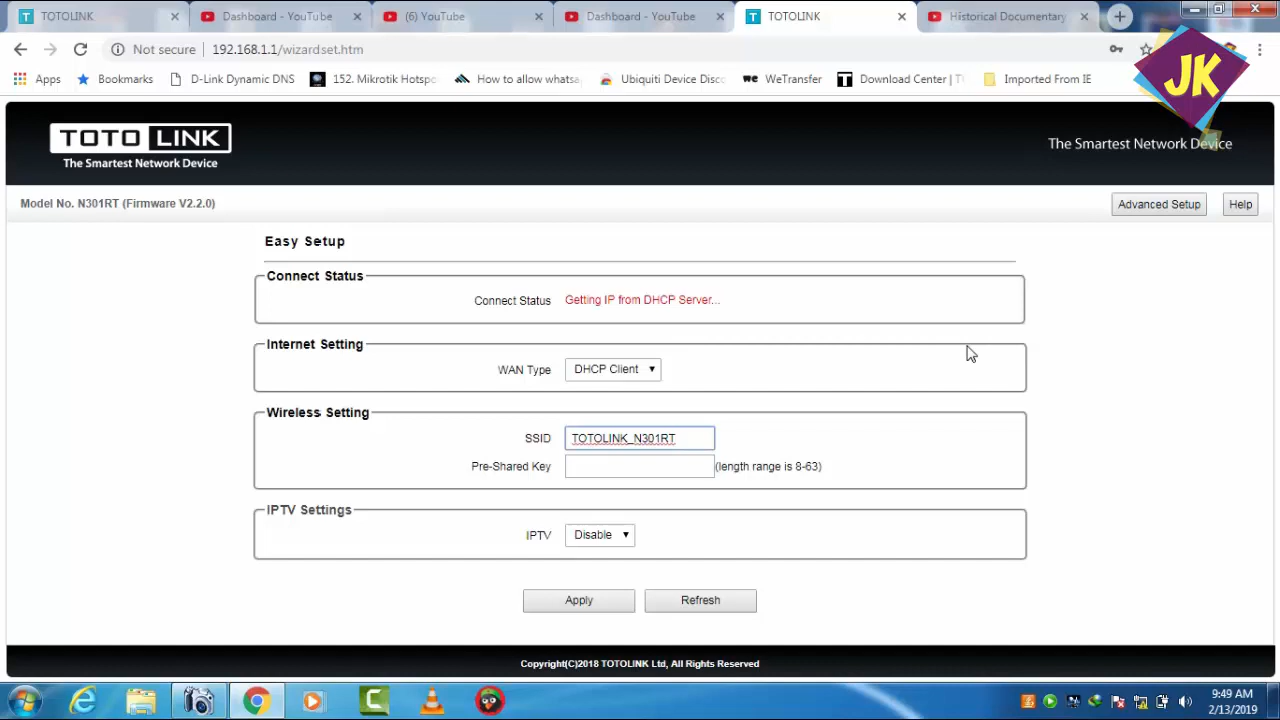 TOTOLINK
Dashboard - YouTube
(6) YouTube
Dashboard - YouTube
TOTOLINK
Historical Documentary
Not secure | 192.168.1.1/wizardset.htm
Apps
Bookmarks
D-Link Dynamic DNS
152. Mikrotik Hotspo
How to allow whatsa
Ubiquiti Device Disco
WeTransfer
Download Center | T
Imported From IE
JK
TOTO LINK
The Smartest Network Device
The Smartest Network Device
Model No. N301RT (Firmware V2.2.0)
Advanced Setup
Help
Easy Setup
Connect Status
Connect Status Getting IP from DHCP Server...
Internet Setting
WAN Type DHCP Client
Wireless Setting
SSID TOTOLINK_N301RT
Pre-Shared Key (length range is 8-63)
IPTV Settings
IPTV Disable
Apply
Refresh
Copyright(C)2018 TOTOLINK Ltd, All Rights Reserved
9:49 AM
2/13/2019